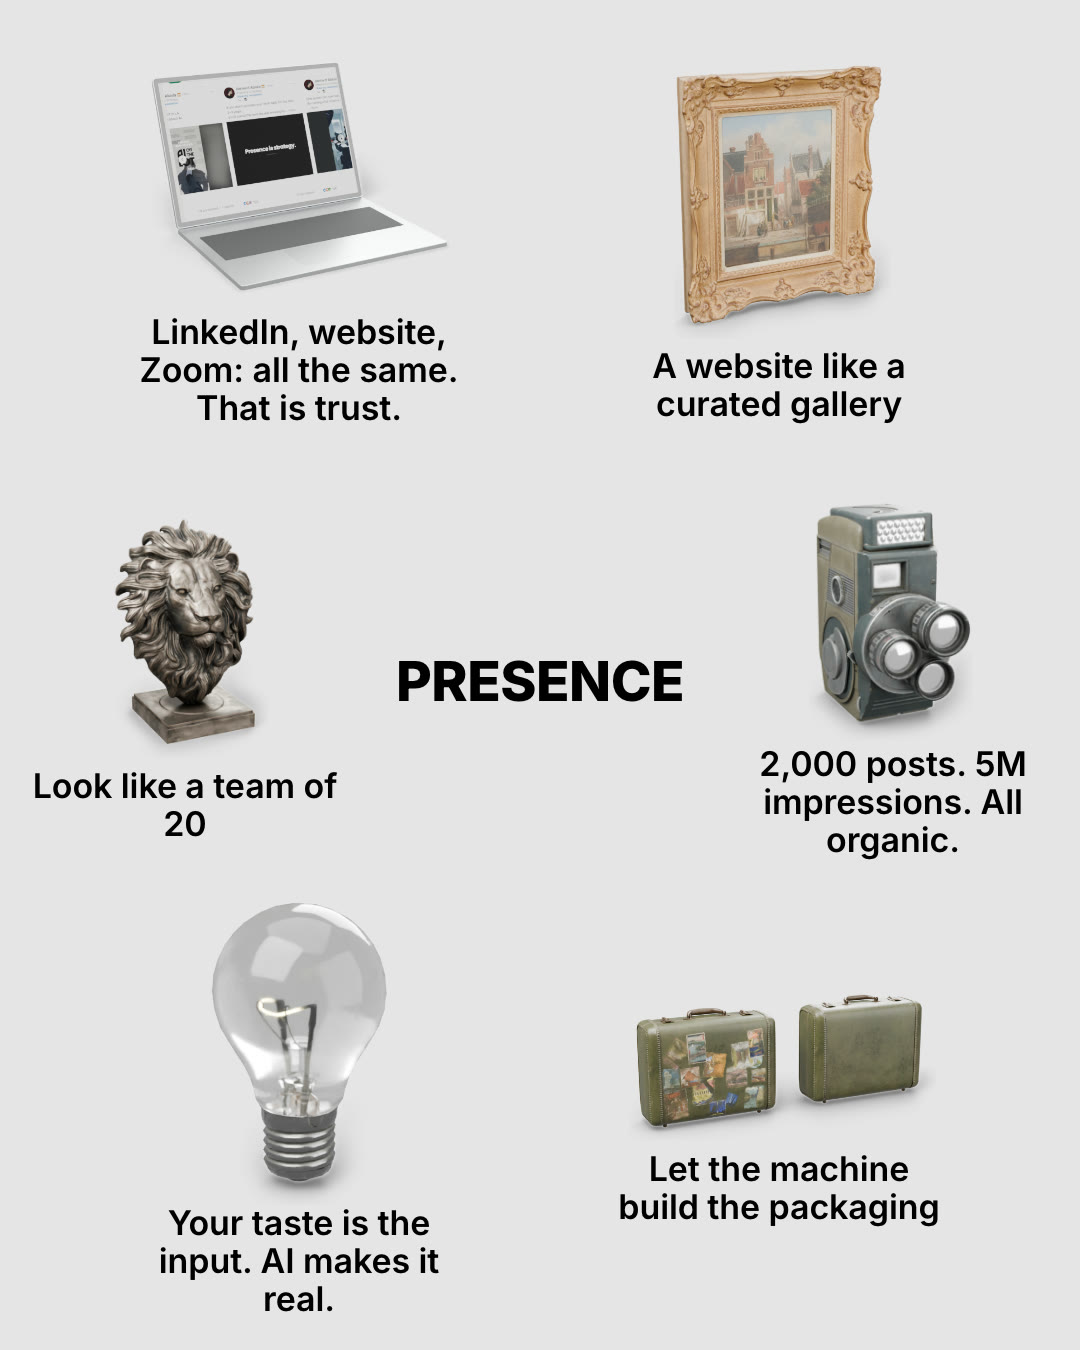 Presence is strategy.
LinkedIn, website,
Zoom: all the same.
That is trust.
A website like a
curated gallery
PRESENCE
Look like a team of
20
2,000 posts. 5M
impressions. All
organic.
Your taste is the
input. AI makes it
real.
Let the machine
build the packaging